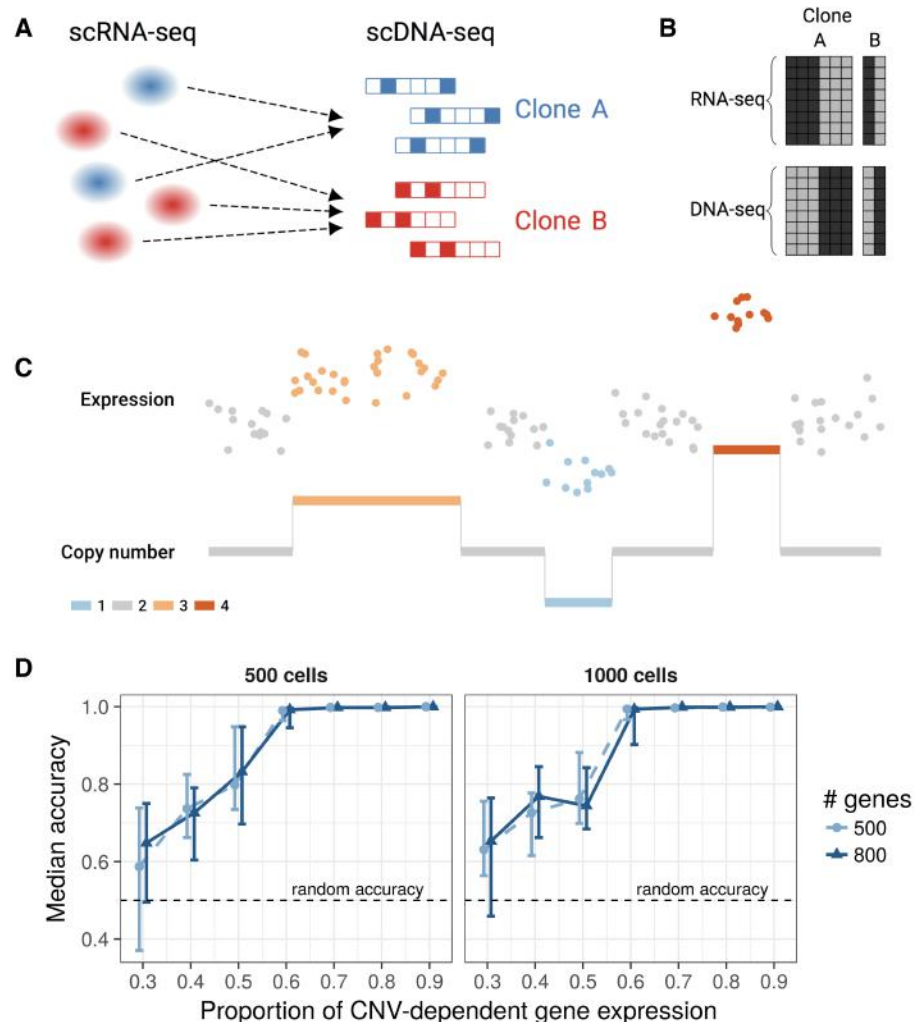 A
scRNA-seq
scDNA-seq
Clone A
Clone B
B
Clone
A B
RNA-seq
DNA-seq
C
Expression
Copy number
1 2 3 4
D
500 cells
1000 cells
Median accuracy
1.0
0.8
0.6
0.4
random accuracy
random accuracy
0.3 0.4 0.5 0.6 0.7 0.8 0.9
0.3 0.4 0.5 0.6 0.7 0.8 0.9
Proportion of CNV-dependent gene expression
# genes
500
800